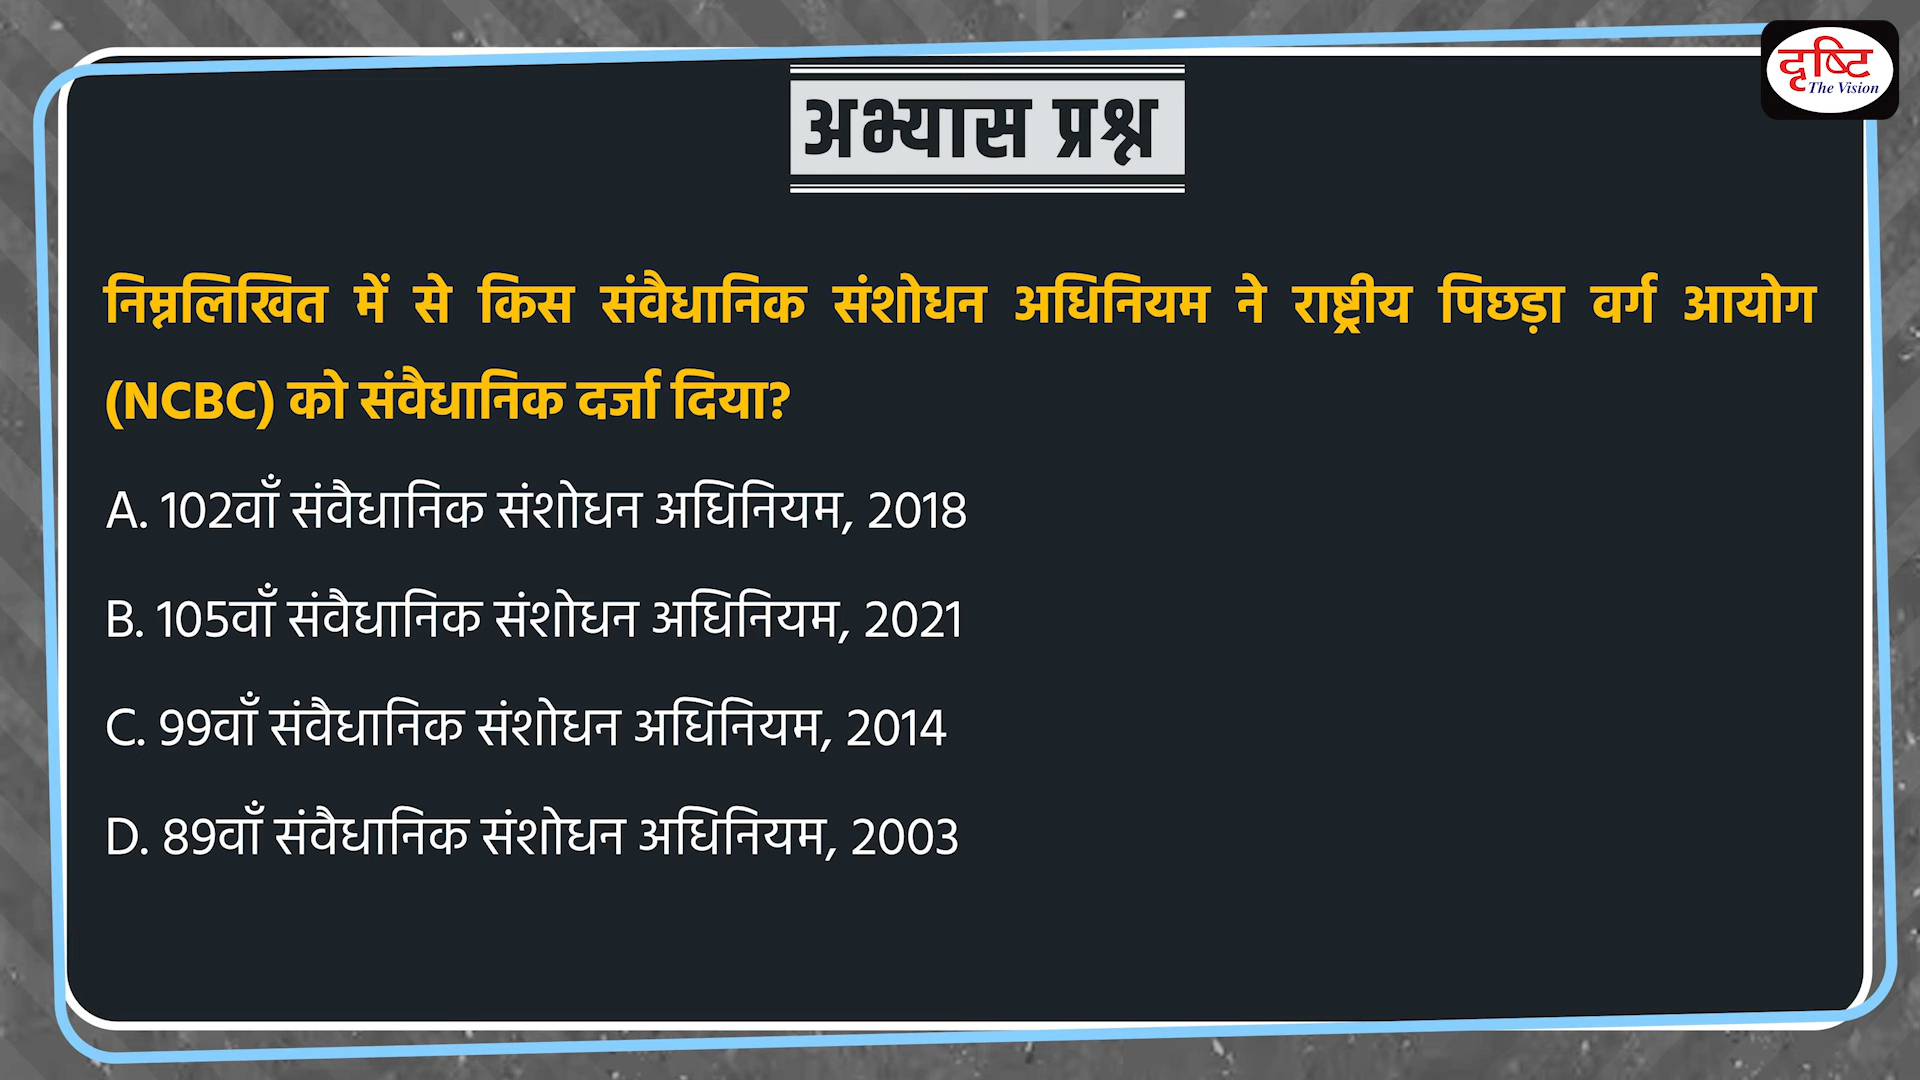 दृष्टि
The Vision
अभ्यास प्रश्न
निम्नलिखित में से किस संवैधानिक संशोधन अधिनियम ने राष्ट्रीय पिछड़ा वर्ग आयोग
(NCBC) को संवैधानिक दर्जा दिया?
A. 102वाँ संवैधानिक संशोधन अधिनियम, 2018
B. 105वाँ संवैधानिक संशोधन अधिनियम, 2021
C. 99वाँ संवैधानिक संशोधन अधिनियम, 2014
D. 89वाँ संवैधानिक संशोधन अधिनियम, 2003